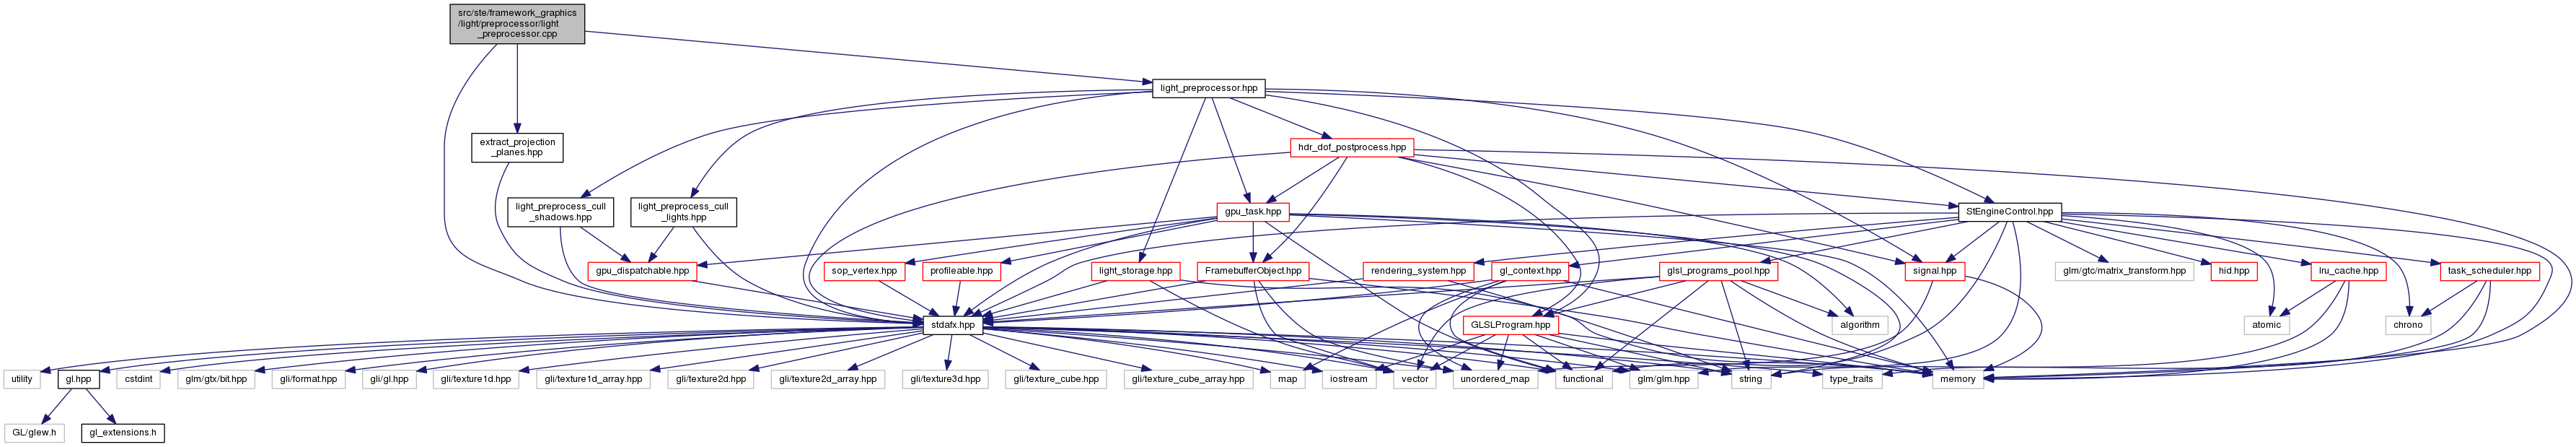 src/ste/framework_graphics
/light/preprocessor/light
_preprocessor.cpp
light_preprocessor.hpp
extract_projection
_planes.hpp
hdr_dof_postprocess.hpp
light_preprocess_cull
_shadows.hpp
light_preprocess_cull
_lights.hpp
gpu_task.hpp
StEngineControl.hpp
gpu_dispatchable.hpp
sop_vertex.hpp
profileable.hpp
light_storage.hpp
FramebufferObject.hpp
rendering_system.hpp
gl_context.hpp
glsl_programs_pool.hpp
signal.hpp
glm/gtc/matrix_transform.hpp
hid.hpp
lru_cache.hpp
task_scheduler.hpp
stdafx.hpp
GLSLProgram.hpp
algorithm
atomic
chrono
utility
gl.hpp
cstdint
glm/gtx/bit.hpp
gli/format.hpp
gli/gl.hpp
gli/texture1d.hpp
gli/texture1d_array.hpp
gli/texture2d.hpp
gli/texture2d_array.hpp
gli/texture3d.hpp
gli/texture_cube.hpp
gli/texture_cube_array.hpp
map
iostream
vector
unordered_map
functional
glm/glm.hpp
string
type_traits
memory
GL/glew.h
gl_extensions.h